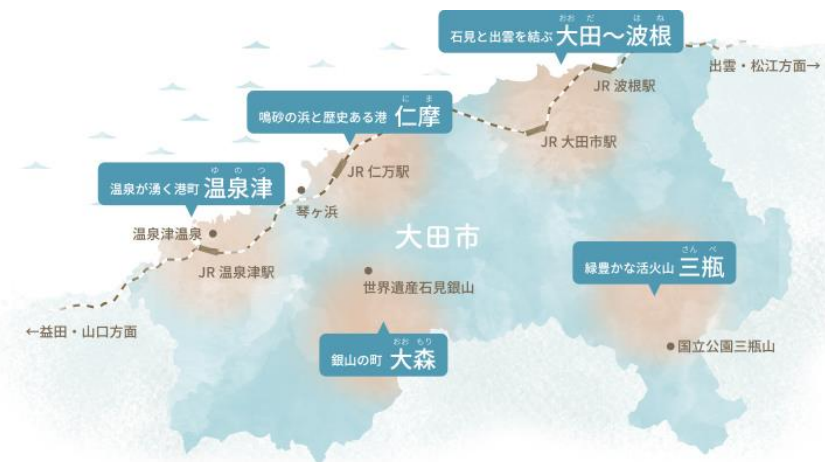 おおだ はね
石見と出雲を結ぶ 大田〜波根
出雲・松江方面→
JR 波根駅
にま
鳴砂の浜と歴史ある港 仁摩
JR 大田市駅
JR 仁万駅
ゆのつ
温泉が湧く港町 温泉津
琴ヶ浜
温泉津温泉
大田市
JR 温泉津駅
さんべ
緑豊かな活火山 三瓶
世界遺産石見銀山
←益田・山口方面
おおもり
銀山の町 大森
国立公園三瓶山